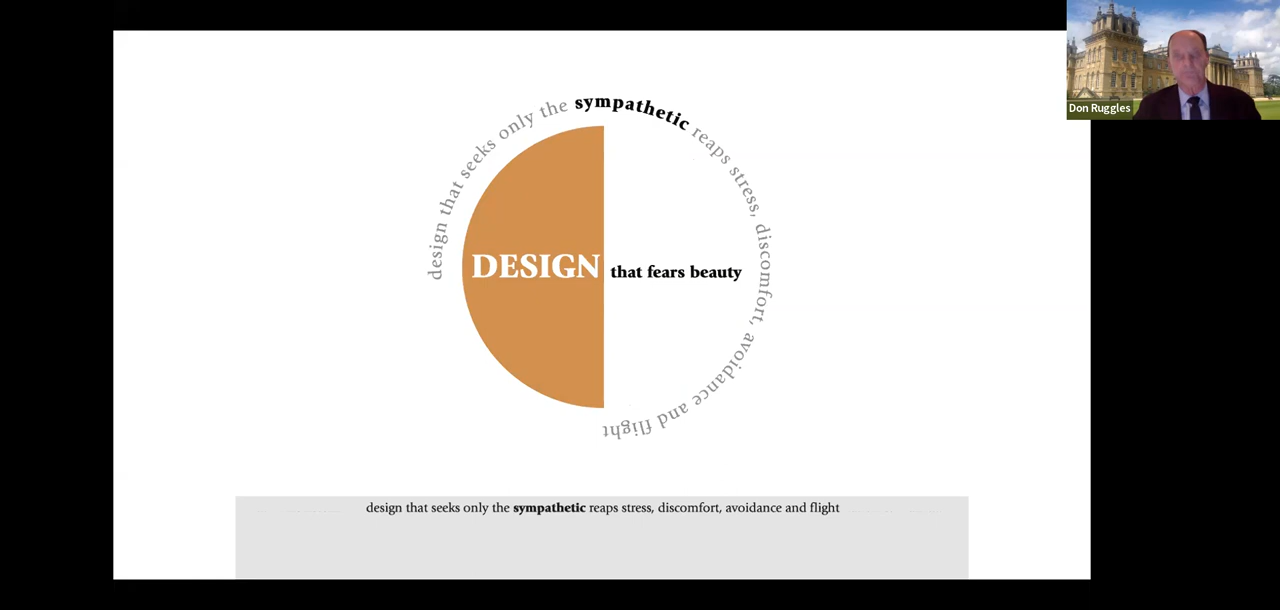 Don Ruggles
design that seeks only the sympathetic reaps stress, discomfort, avoidance and flight
DESIGN that fears beauty
design that seeks only the sympathetic reaps stress, discomfort, avoidance and flight